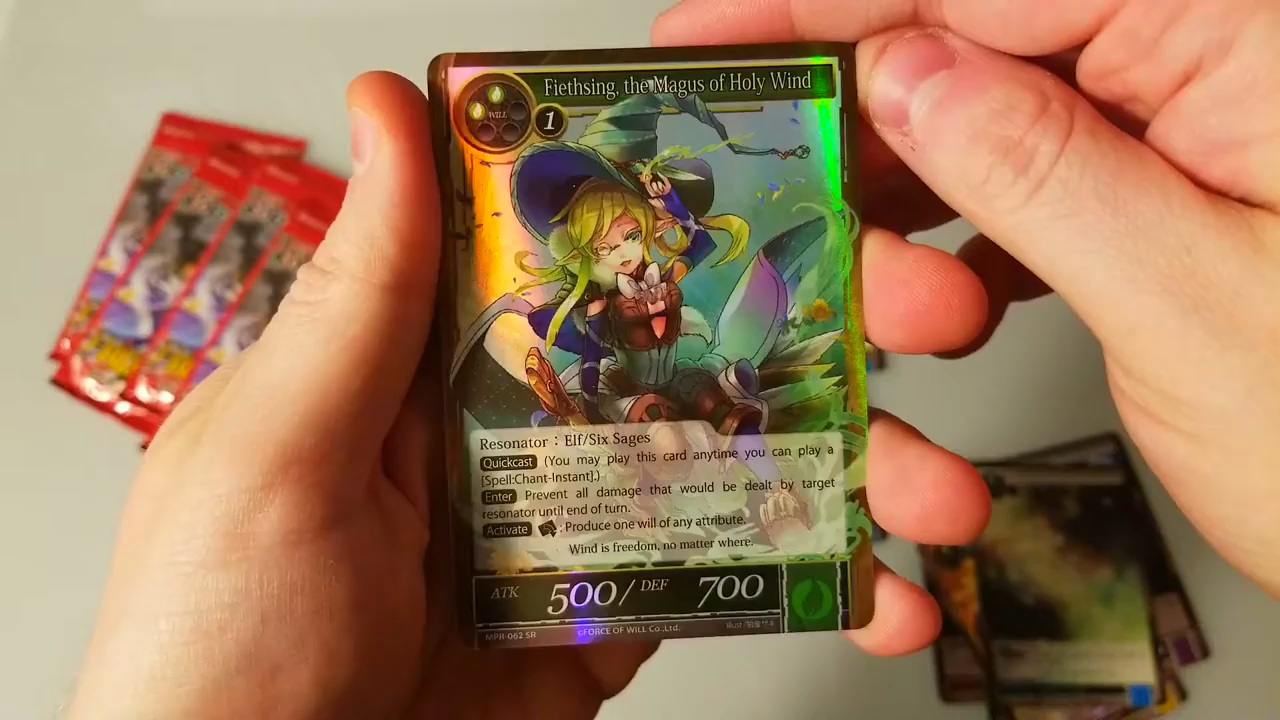 Fiethsing, the Magus of Holy Wind
WILL
1
Resonator : Elf/Six Sages
Quickcast (You may play this card anytime you can play a
[Spell:Chant-Instant].)
Enter Prevent all damage that would be dealt by target
resonator until end of turn.
Activate : Produce one will of any attribute.
Wind is freedom, no matter where.
ATK 500 / DEF 700
MPR-062 SR ©FORCE OF WILL Co.,Ltd. Illust